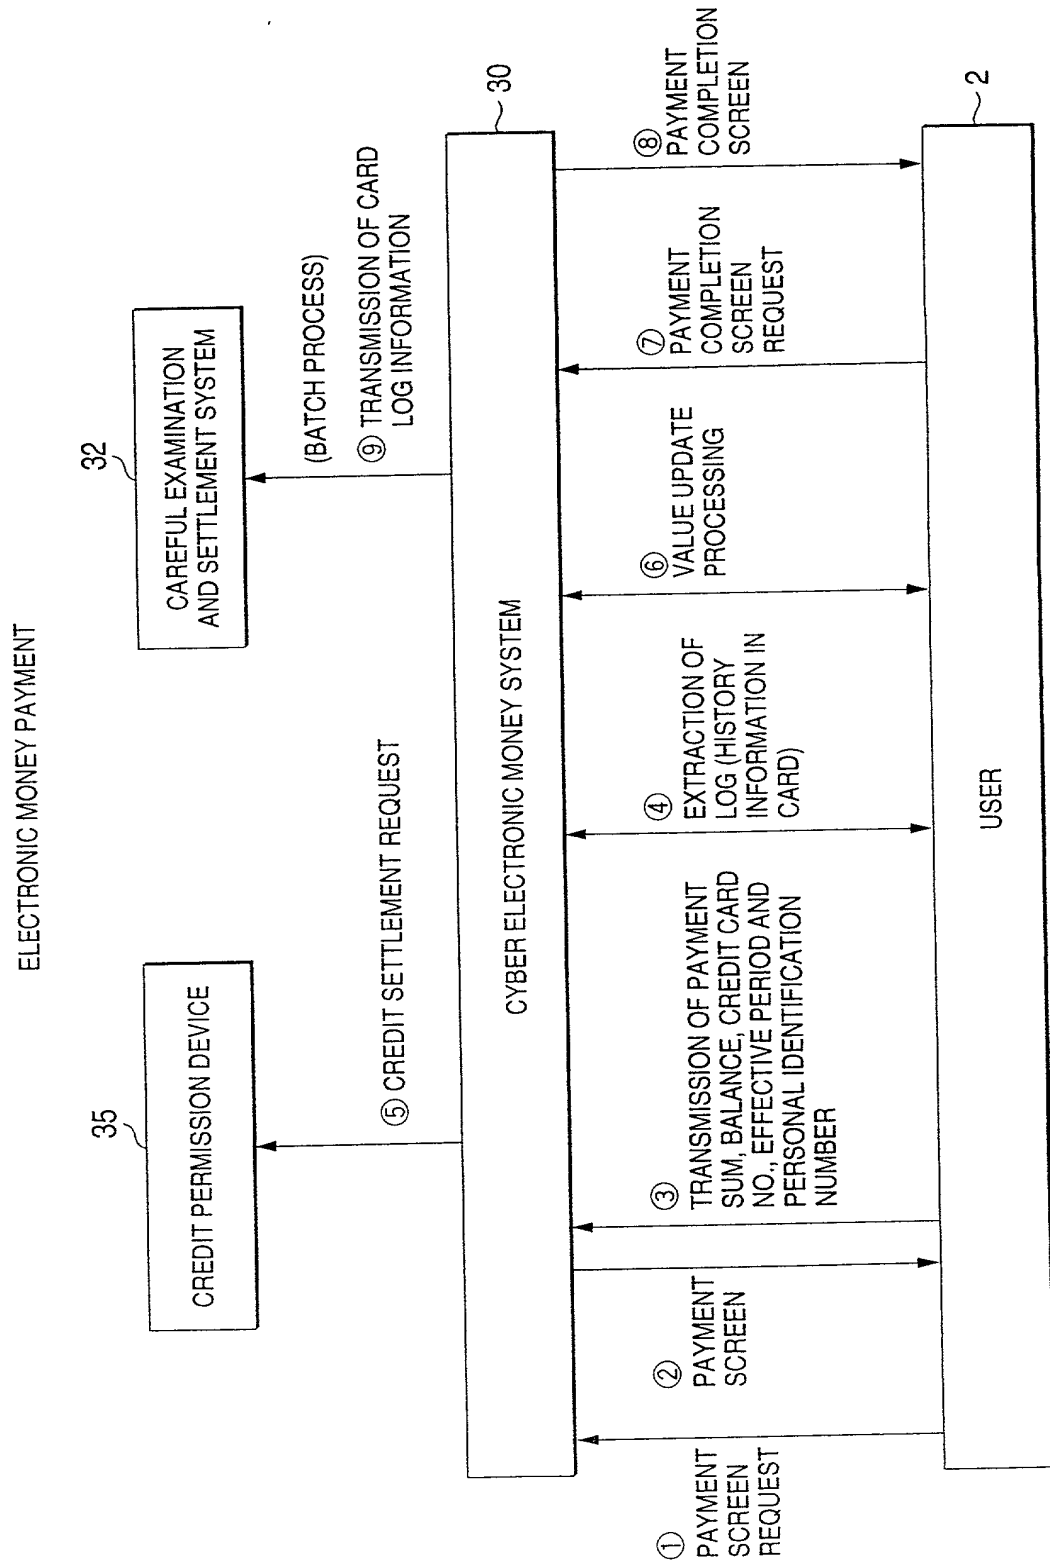 ELECTRONIC MONEY PAYMENT
35
CREDIT PERMISSION DEVICE
32
CAREFUL EXAMINATION
AND SETTLEMENT SYSTEM
⑤ CREDIT SETTLEMENT REQUEST
(BATCH PROCESS)
⑨ TRANSMISSION OF CARD
LOG INFORMATION
30
CYBER ELECTRONIC MONEY SYSTEM
①
PAYMENT
SCREEN
REQUEST
②
PAYMENT
SCREEN
③
TRANSMISSION OF PAYMENT
SUM, BALANCE, CREDIT CARD
NO., EFFECTIVE PERIOD AND
PERSONAL IDENTIFICATION
NUMBER
④
EXTRACTION OF
LOG (HISTORY
INFORMATION IN
CARD)
⑥
VALUE UPDATE
PROCESSING
⑦
PAYMENT
COMPLETION
SCREEN
REQUEST
⑧
PAYMENT
COMPLETION
SCREEN
2
USER